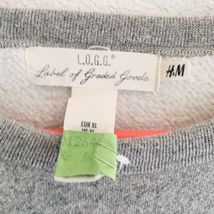 L.O.G.G.
Label of Graded Goods
H&M
EUR XL